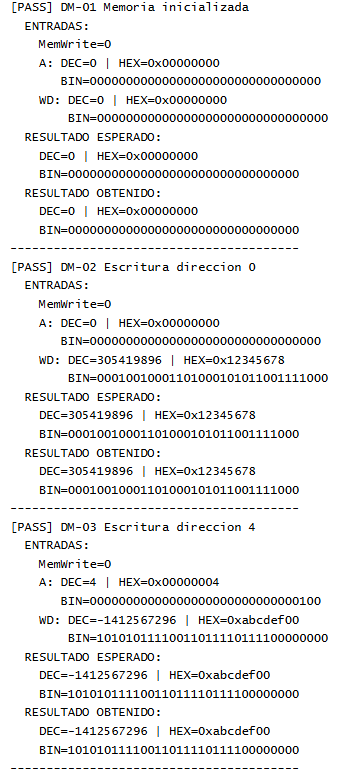 [PASS] DM-01 Memoria inicializada
ENTRADAS:
MemWrite=0
A: DEC=0 | HEX=0x00000000
BIN=00000000000000000000000000000000
WD: DEC=0 | HEX=0x00000000
BIN=00000000000000000000000000000000
RESULTADO ESPERADO:
DEC=0 | HEX=0x00000000
BIN=00000000000000000000000000000000
RESULTADO OBTENIDO:
DEC=0 | HEX=0x00000000
BIN=00000000000000000000000000000000
----------------------------------------
[PASS] DM-02 Escritura direccion 0
ENTRADAS:
MemWrite=0
A: DEC=0 | HEX=0x00000000
BIN=00000000000000000000000000000000
WD: DEC=305419896 | HEX=0x12345678
BIN=00010010001101000101011001111000
RESULTADO ESPERADO:
DEC=305419896 | HEX=0x12345678
BIN=00010010001101000101011001111000
RESULTADO OBTENIDO:
DEC=305419896 | HEX=0x12345678
BIN=00010010001101000101011001111000
----------------------------------------
[PASS] DM-03 Escritura direccion 4
ENTRADAS:
MemWrite=0
A: DEC=4 | HEX=0x00000004
BIN=00000000000000000000000000000100
WD: DEC=-1412567296 | HEX=0xabcdef00
BIN=10101011110011011110111100000000
RESULTADO ESPERADO:
DEC=-1412567296 | HEX=0xabcdef00
BIN=10101011110011011110111100000000
RESULTADO OBTENIDO:
DEC=-1412567296 | HEX=0xabcdef00
BIN=10101011110011011110111100000000
----------------------------------------